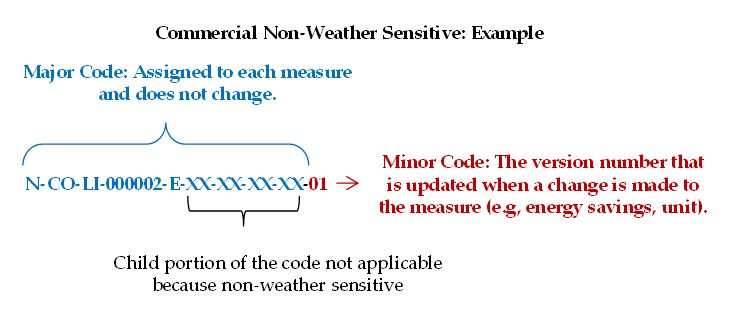 Commercial Non-Weather Sensitive: Example
Major Code: Assigned to each measure
and does not change.
N-CO-LI-000002-E-XX-XX-XX-XX-01
Minor Code: The version number that
is updated when a change is made to
the measure (e.g, energy savings, unit).
Child portion of the code not applicable
because non-weather sensitive